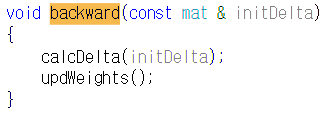 void backward(const mat & initDelta)
{
calcDelta(initDelta);
updWeights();
}